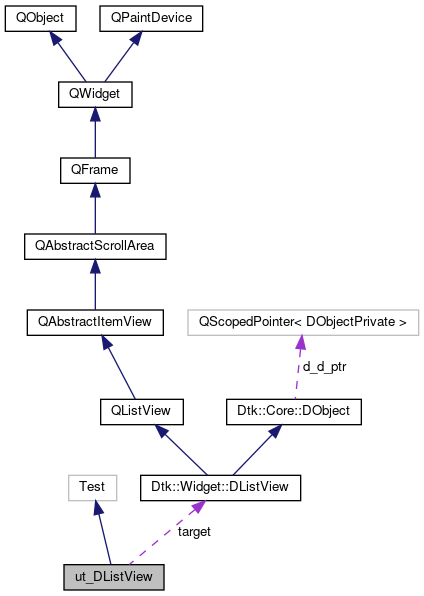 QObject
QPaintDevice
QWidget
QFrame
QAbstractScrollArea
QAbstractItemView
QScopedPointer< DObjectPrivate >
d_d_ptr
QListView
Dtk::Core::DObject
Test
Dtk::Widget::DListView
target
ut_DListView